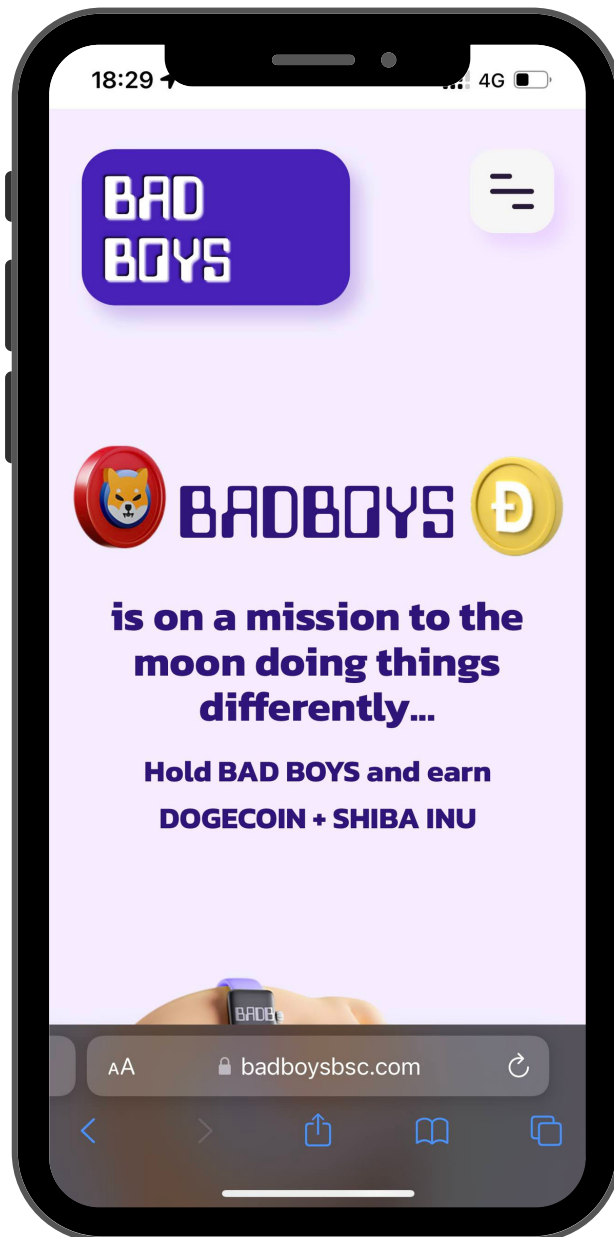 18:29 4G
BAD
BOYS
BADBOYS Ð
is on a mission to the
moon doing things
differently...
Hold BAD BOYS and earn
DOGECOIN + SHIBA INU
AA badboysbsc.com